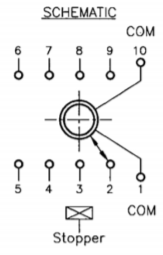 SCHEMATIC
COM
6 7 8 9 10
5 4 3 2 1
COM
Stopper